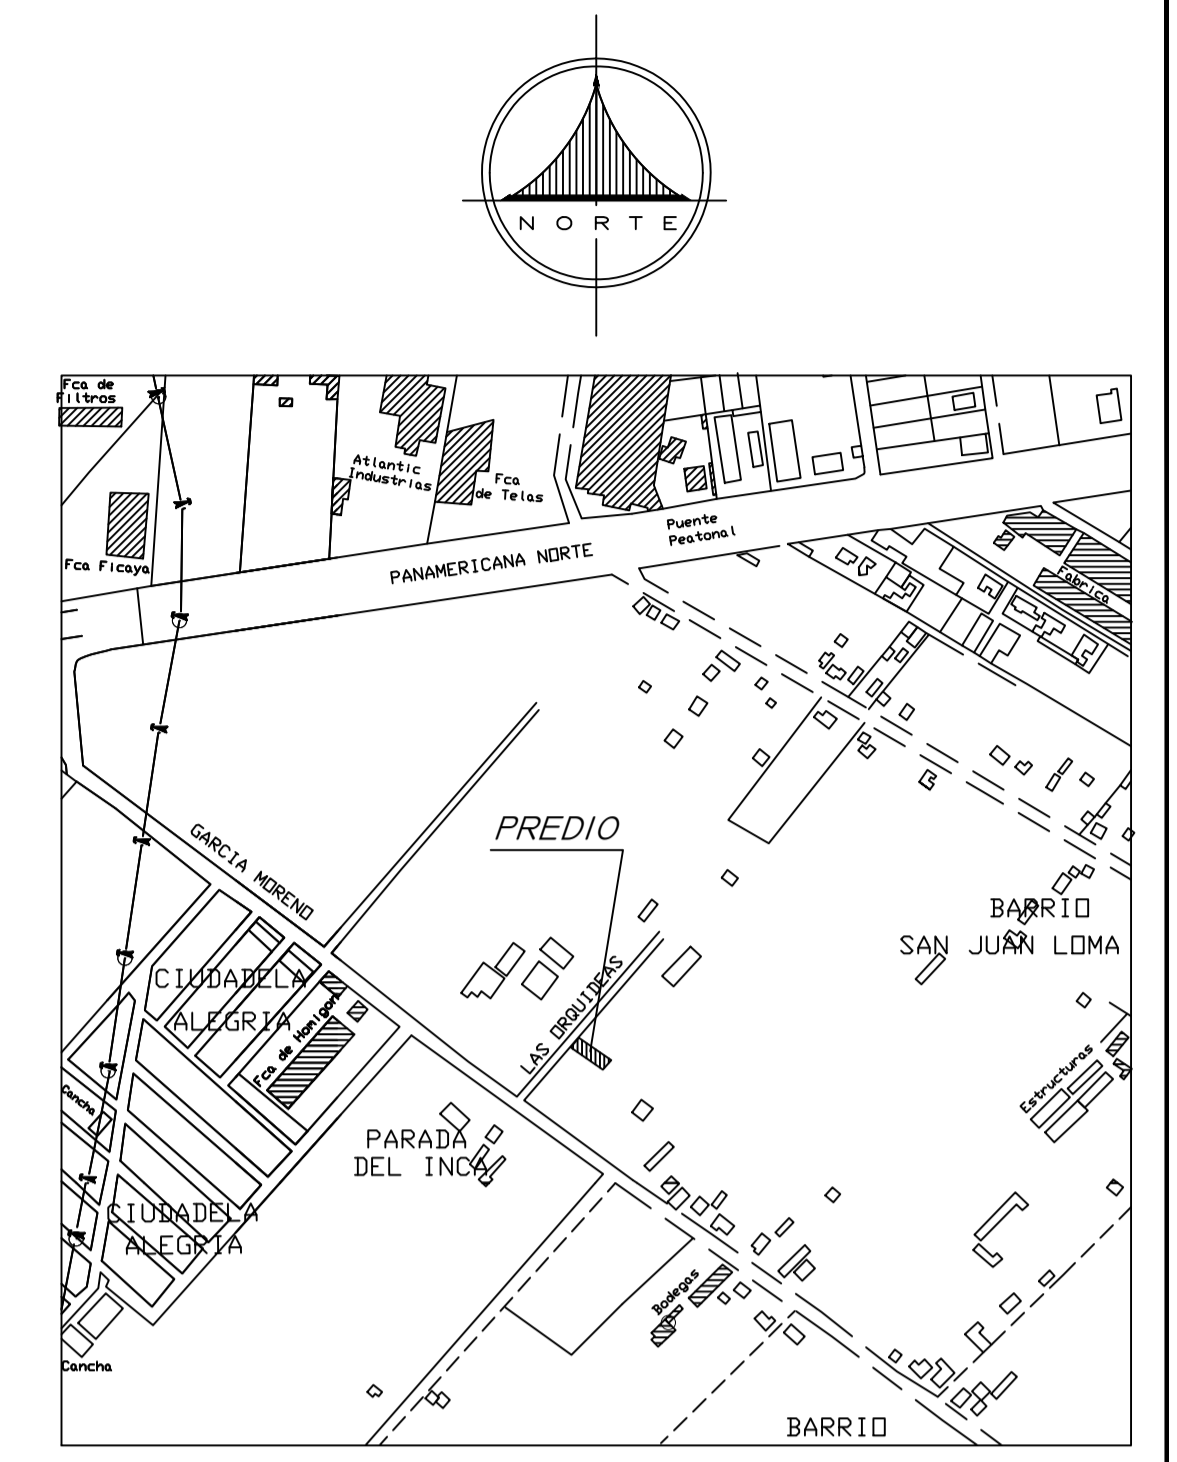 NORTE
Fca de
Filtros
Atlantic
Industrias
Fca
de Telas
Puente
Peatonal
Fca Ficaya
PANAMERICANA NORTE
Fabrica
GARCIA MORENO
PREDIO
BARRIO
SAN JUAN LOMA
CIUDADELA
ALEGRIA
Fca de Homigon
LAS ORQUIDEAS
Estructuras
Cancha
PARADA
DEL INCA
CIUDADELA
ALEGRIA
Bodegas
Cancha
BARRIO